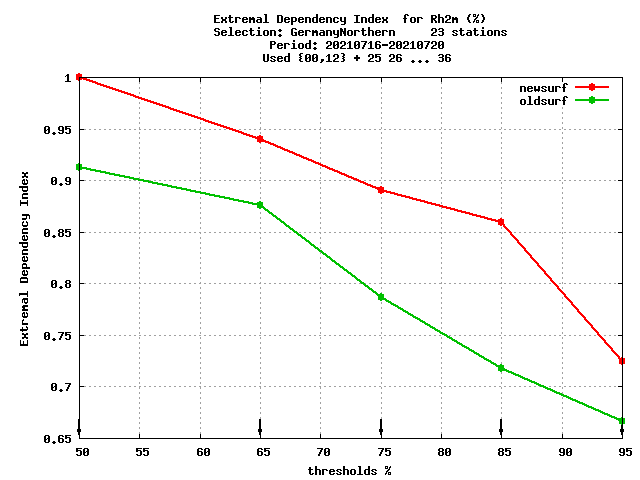 Extremal Dependency Index  for Rh2m (%)
Selection: GermanyNorthern     23 stations
Period: 20210716-20210720
Used {00,12} + 25 26 ... 36
newsurf
oldsurf
Extremal Dependency Index
1
0.95
0.9
0.85
0.8
0.75
0.7
0.65
50 55 60 65 70 75 80 85 90 95
thresholds %